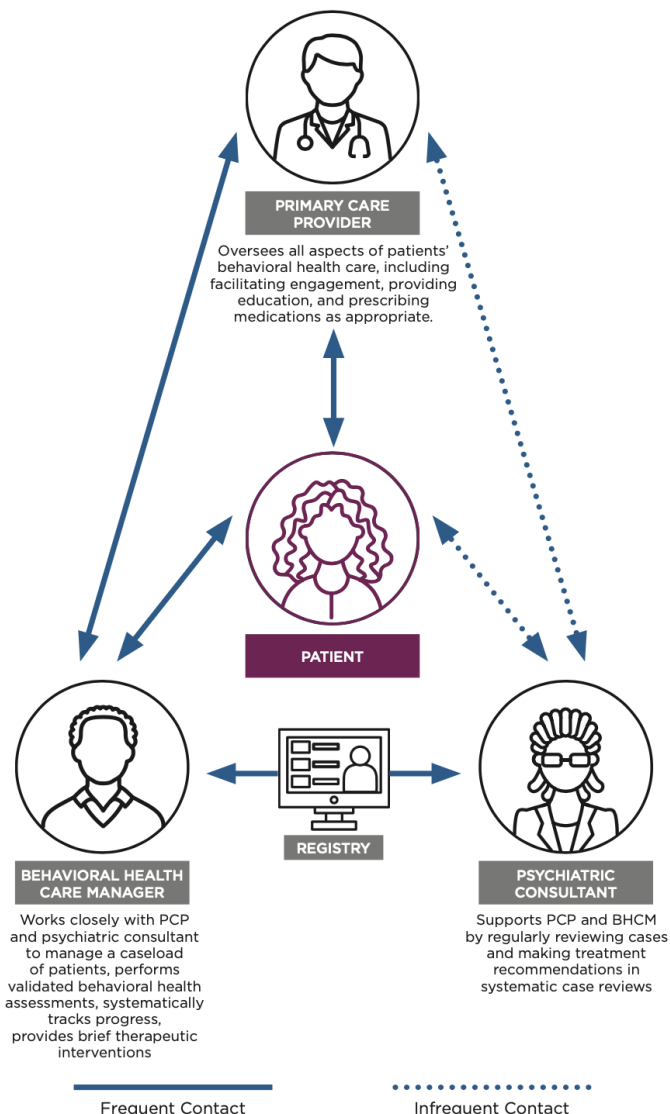 PRIMARY CARE
PROVIDER
Oversees all aspects of patients’
behavioral health care, including
facilitating engagement, providing
education, and prescribing
medications as appropriate.
PATIENT
REGISTRY
BEHAVIORAL HEALTH
CARE MANAGER
Works closely with PCP
and psychiatric consultant
to manage a caseload
of patients, performs
validated behavioral health
assessments, systematically
tracks progress,
provides brief therapeutic
interventions
PSYCHIATRIC
CONSULTANT
Supports PCP and BHCM
by regularly reviewing cases
and making treatment
recommendations in
systematic case reviews
Frequent Contact
Infrequent Contact